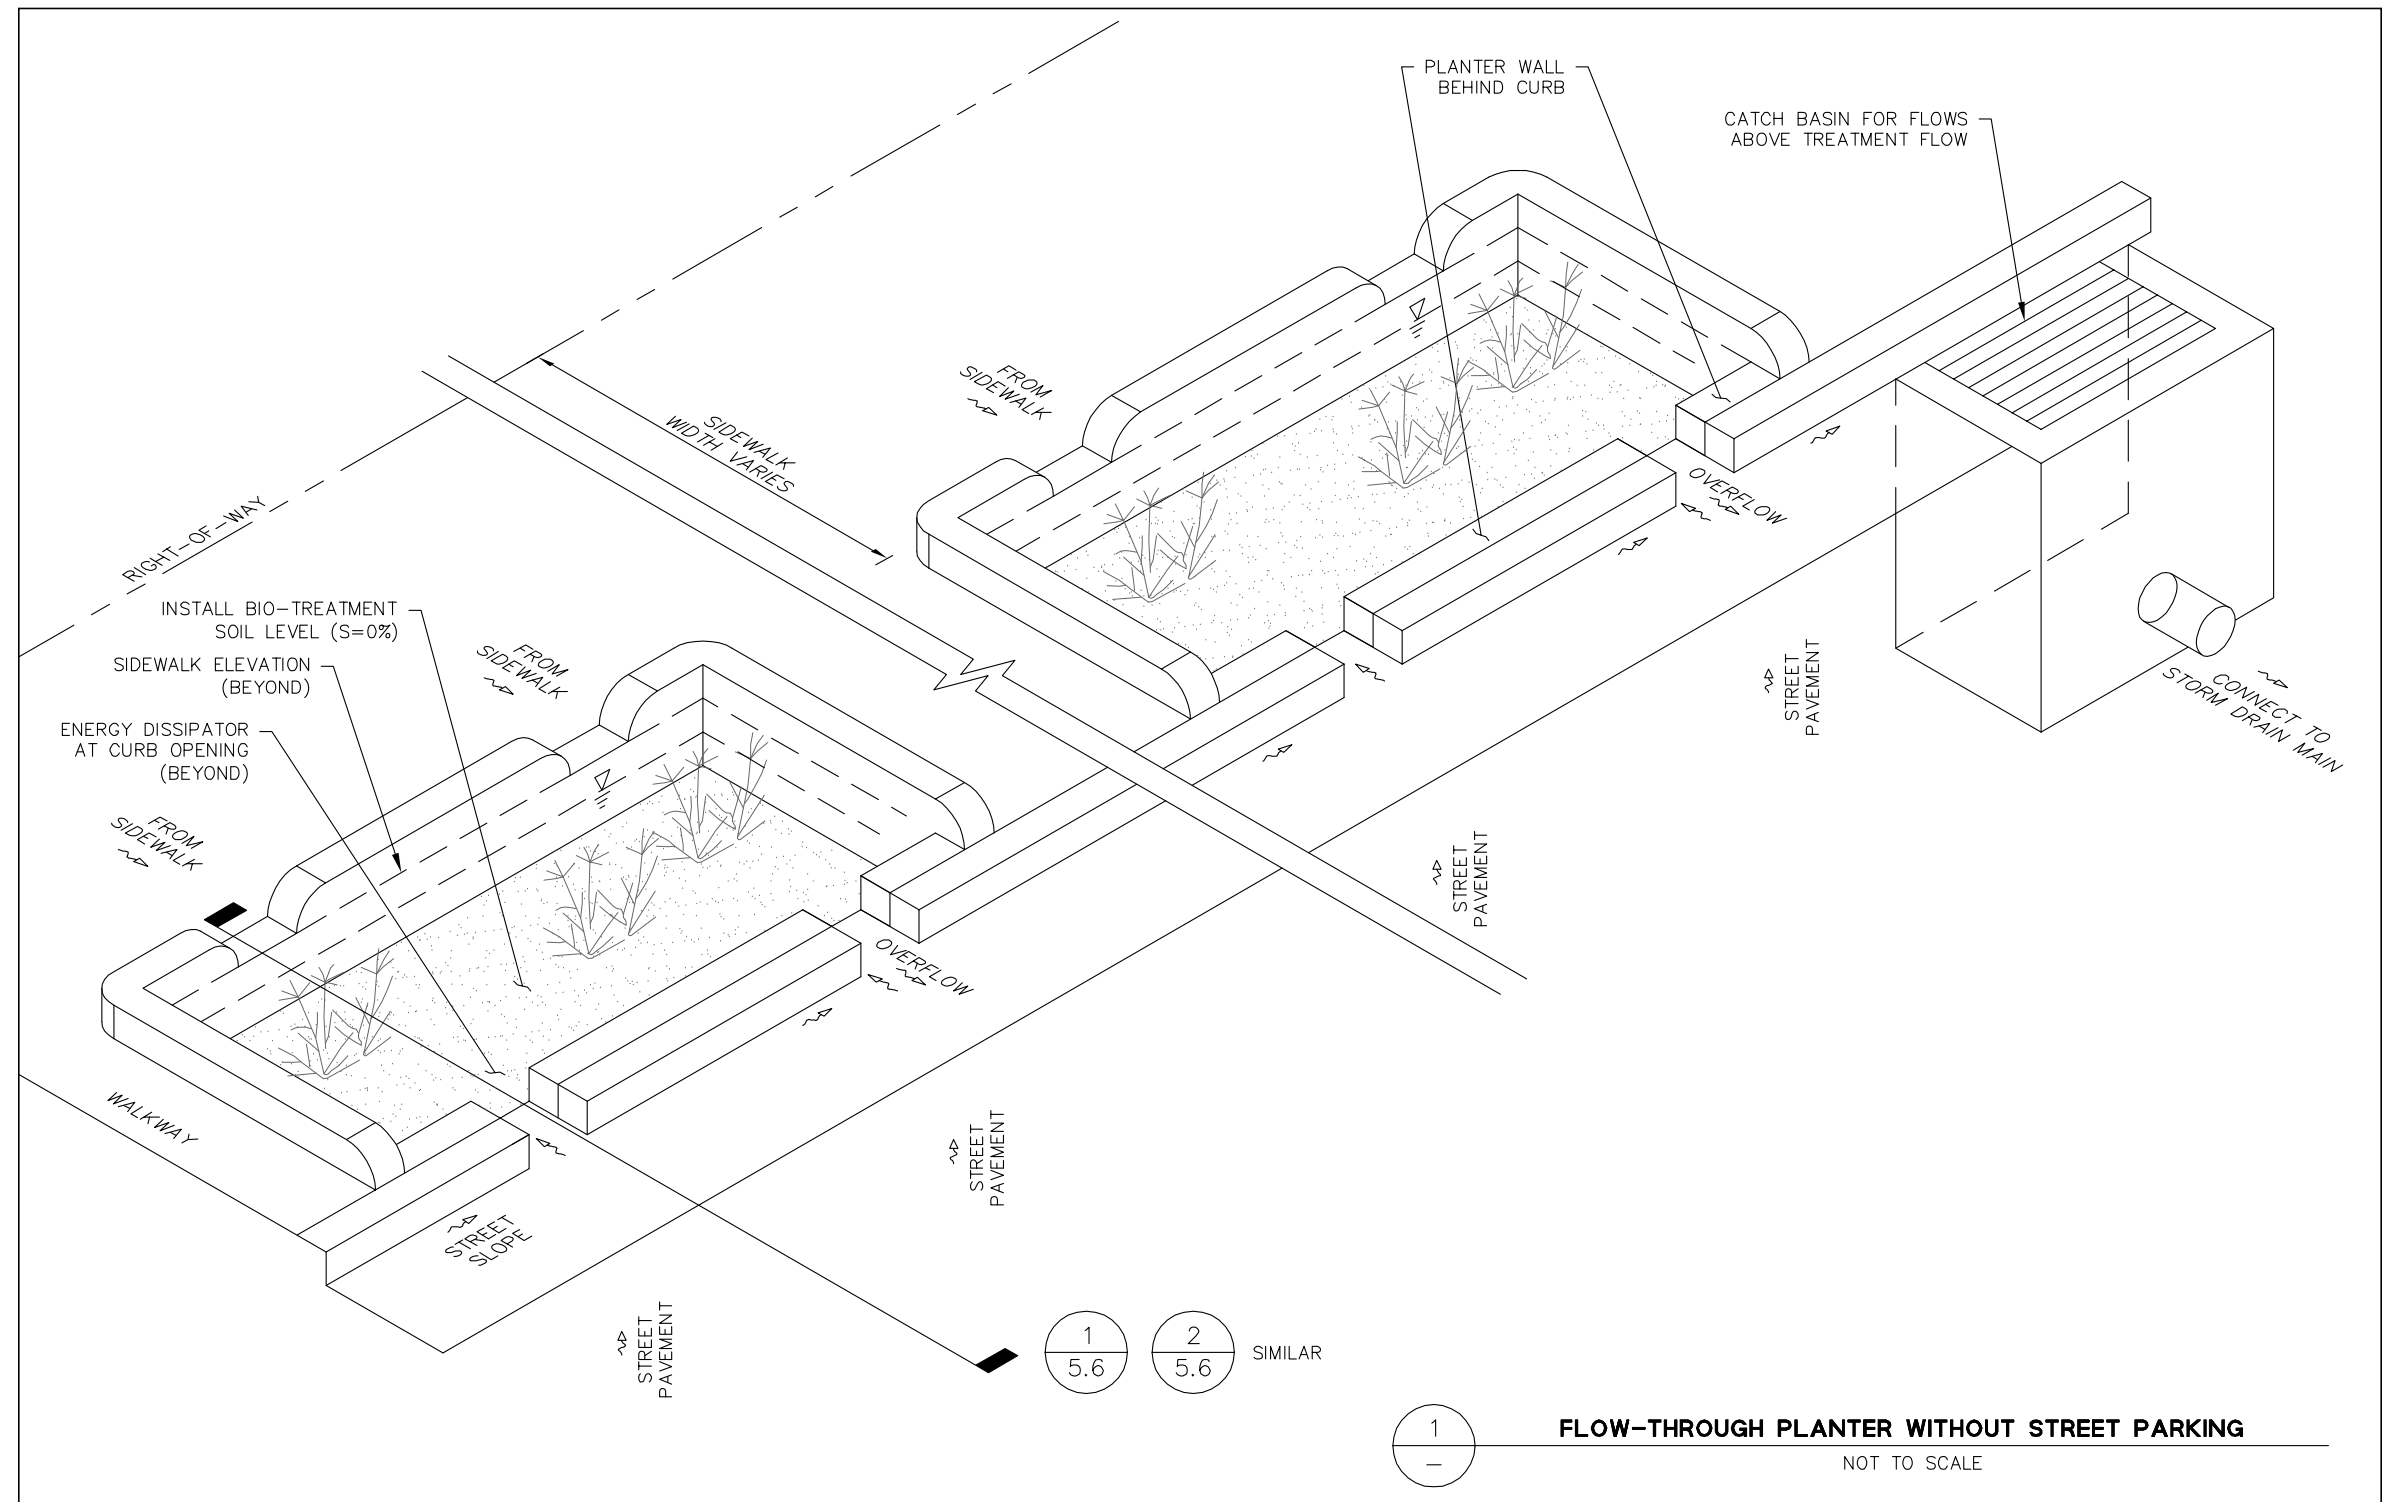 PLANTER WALL
BEHIND CURB
CATCH BASIN FOR FLOWS
ABOVE TREATMENT FLOW
FROM
SIDEWALK
SIDEWALK
WIDTH VARIES
RIGHT-OF-WAY
OVERFLOW
INSTALL BIO-TREATMENT
SOIL LEVEL (S=0%)
SIDEWALK ELEVATION
(BEYOND)
ENERGY DISSIPATOR
AT CURB OPENING
(BEYOND)
FROM
SIDEWALK
FROM
SIDEWALK
STREET
PAVEMENT
CONNECT TO
STORM DRAIN MAIN
STREET
PAVEMENT
OVERFLOW
WALKWAY
STREET
PAVEMENT
STREET
SLOPE
STREET
PAVEMENT
1
5.6
2
5.6
SIMILAR
1
–
FLOW-THROUGH PLANTER WITHOUT STREET PARKING
NOT TO SCALE